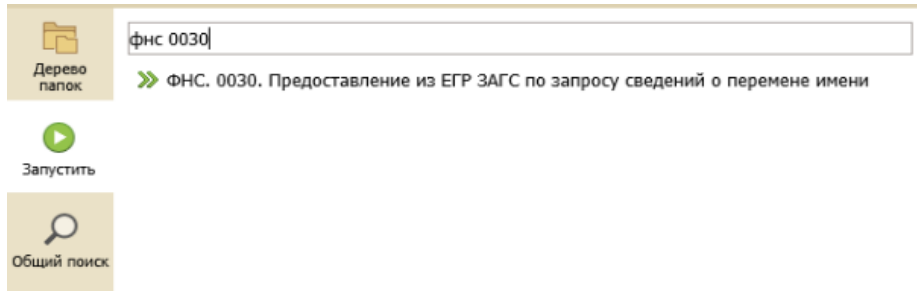 Дерево
папок
Запустить
Общий поиск
фнс 0030
ФНС. 0030. Предоставление из ЕГР ЗАГС по запросу сведений о перемене имени